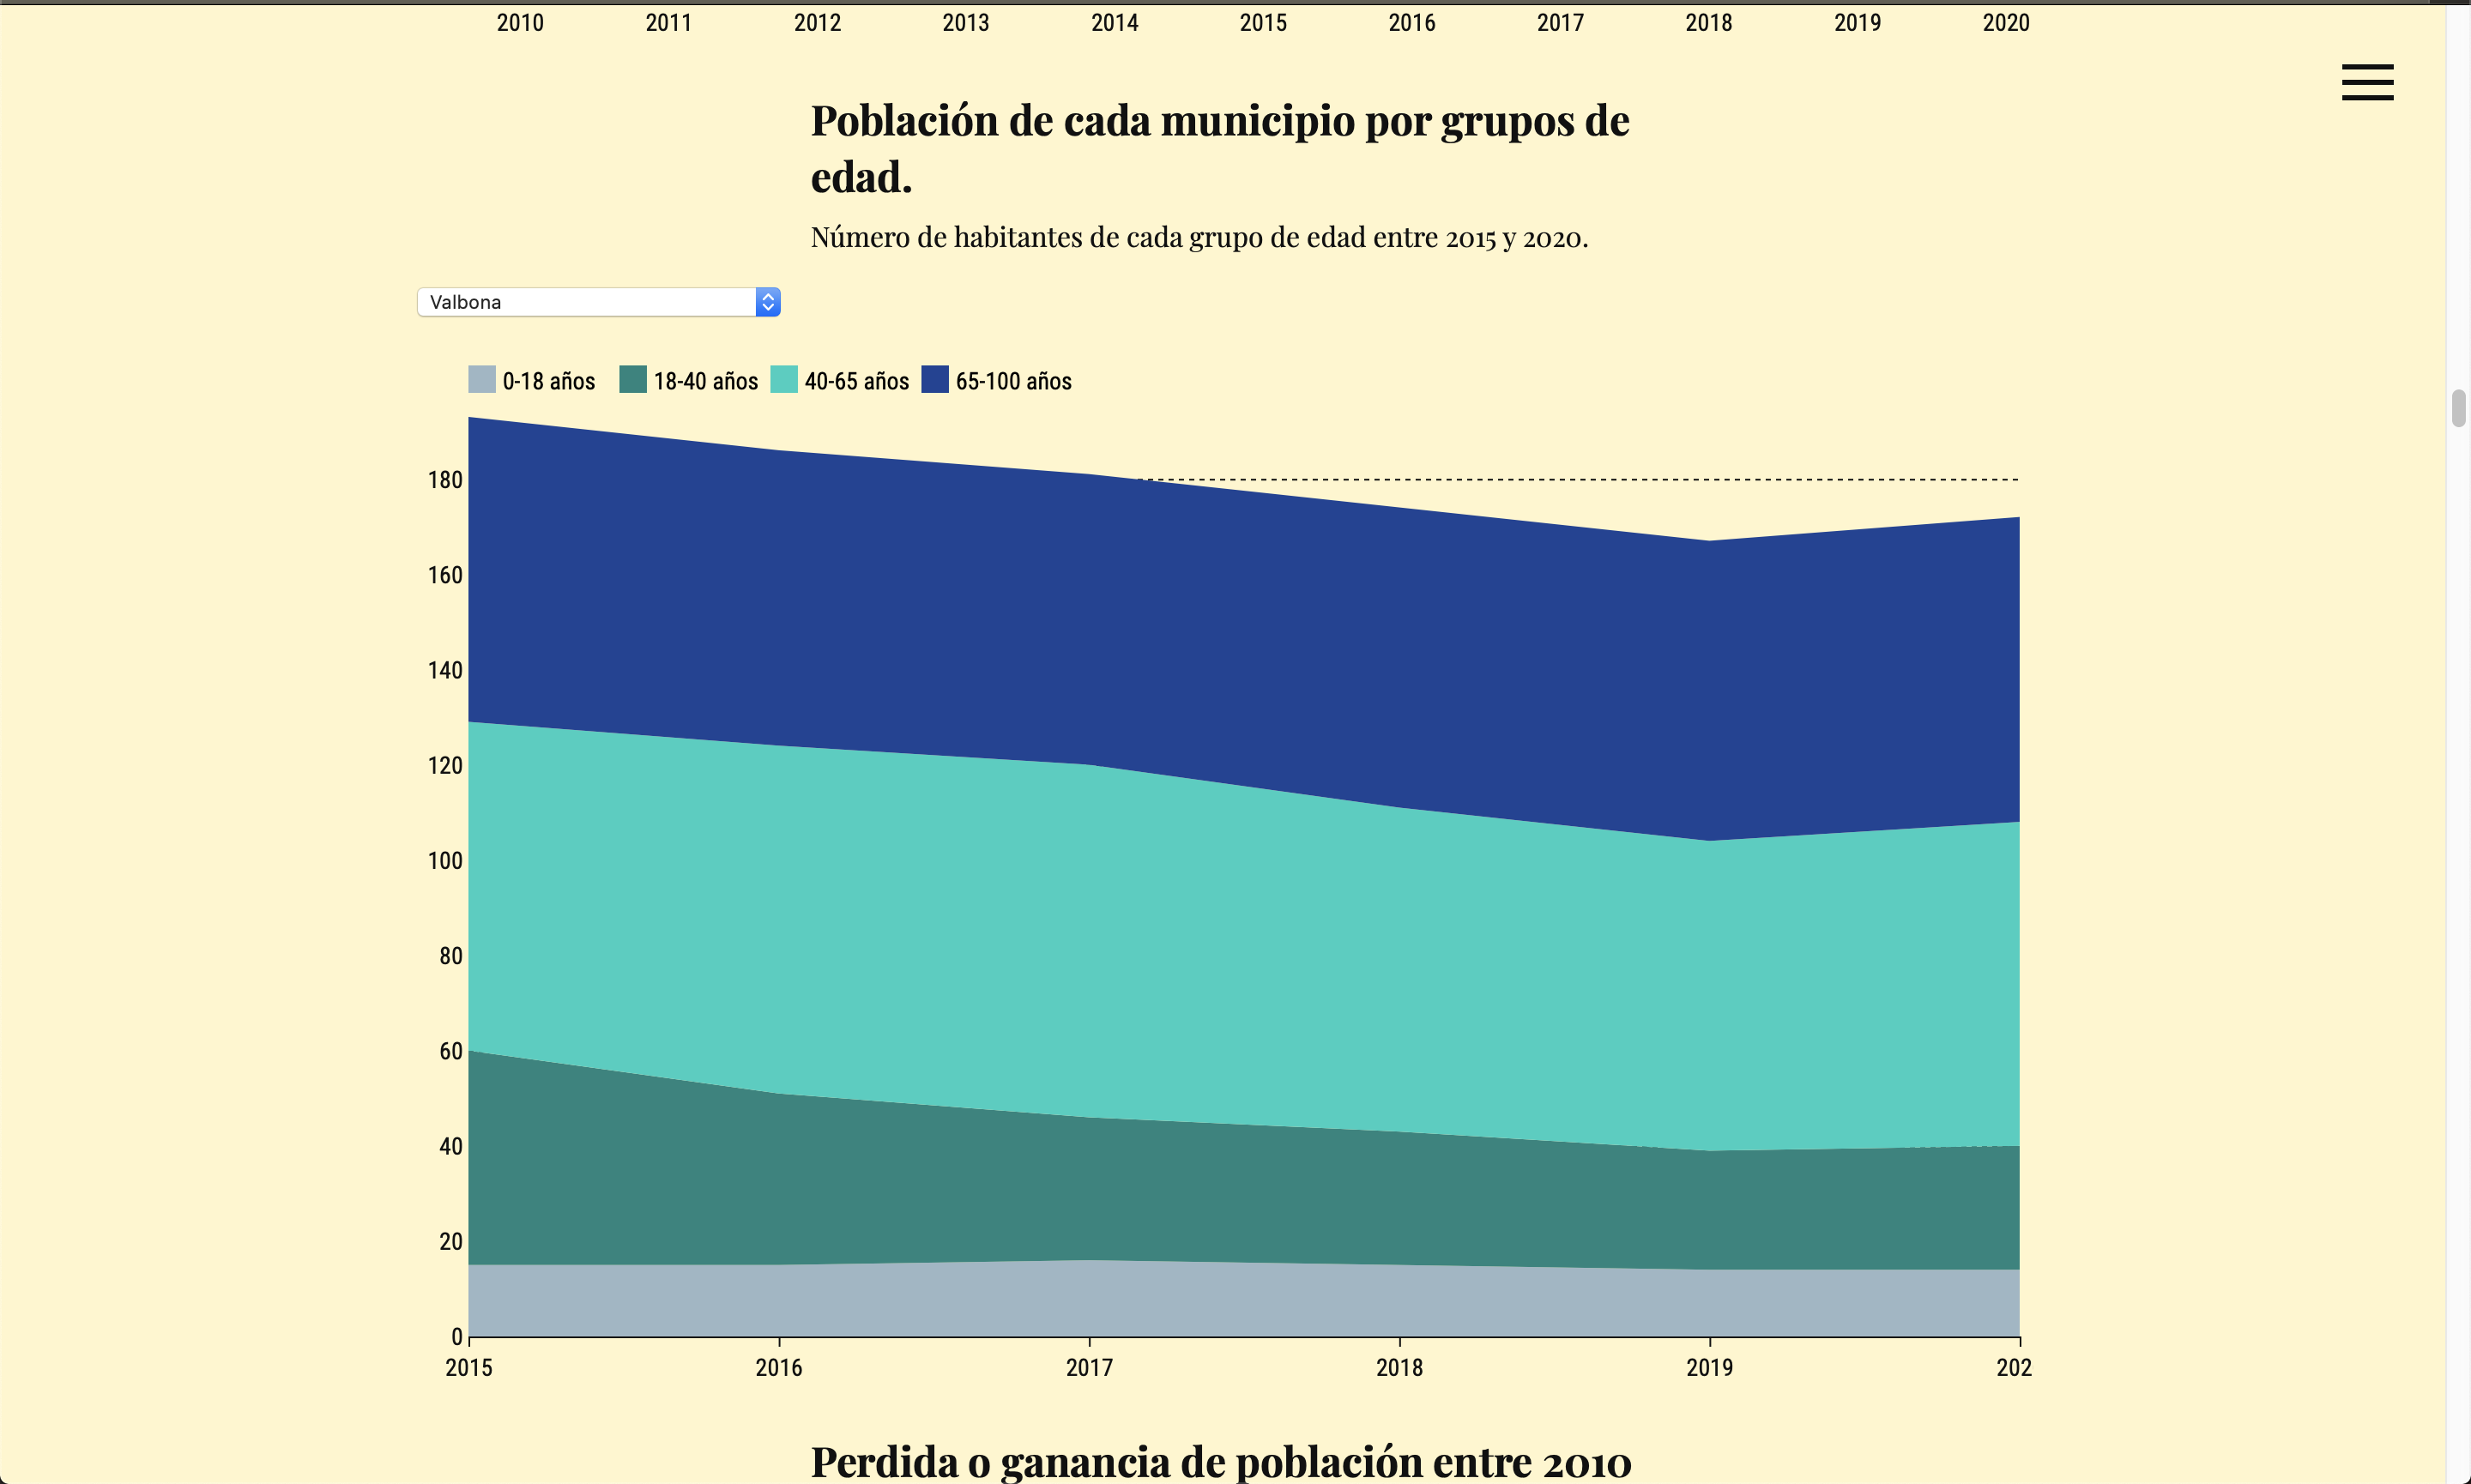 2010 2011 2012 2013 2014 2015 2016 2017 2018 2019 2020
Población de cada municipio por grupos de
edad.
Número de habitantes de cada grupo de edad entre 2015 y 2020.
Valbona
0-18 años 18-40 años 40-65 años 65-100 años
180
160
140
120
100
80
60
40
20
0
2015 2016 2017 2018 2019 202
Perdida o ganancia de población entre 2010